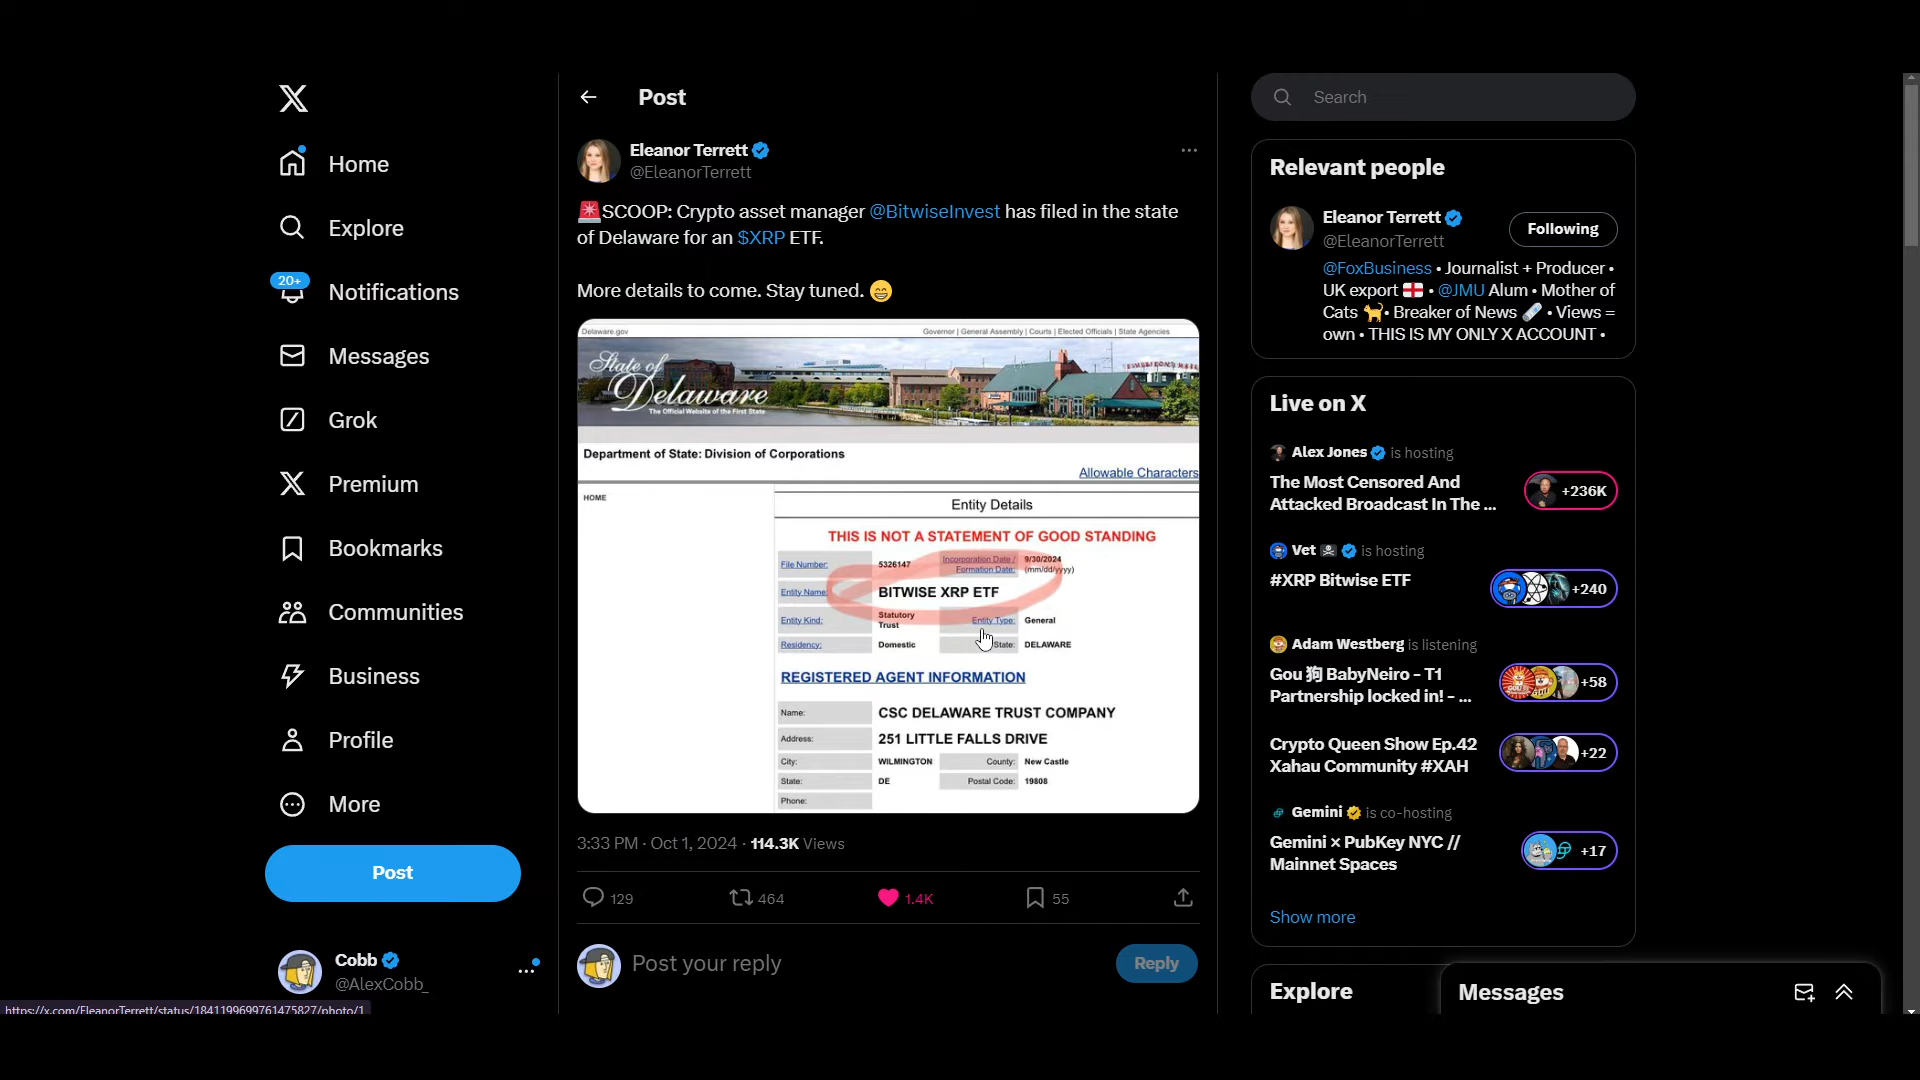 Home
Explore
20+
Notifications
Messages
Grok
Premium
Bookmarks
Communities
Business
Profile
More
Post
Cobb
@AlexCobb_
https://x.com/EleanorTerrett/status/1841199699761475827/photo/1
Post
Eleanor Terrett
@EleanorTerrett
🚨SCOOP: Crypto asset manager @BitwiseInvest has filed in the state
of Delaware for an $XRP ETF.
More details to come. Stay tuned. 😁
Delaware.gov
Governor | General Assembly | Courts | Elected Officials | State Agencies
State of
Delaware
The Official Website of the First State
Department of State: Division of Corporations
Allowable Characters
HOME
Entity Details
THIS IS NOT A STATEMENT OF GOOD STANDING
File Number: 5326147 Incorporation Date / Formation Date: 9/30/2024 (mm/dd/yyyy)
Entity Name: BITWISE XRP ETF
Entity Kind: Statutory Trust Entity Type: General
Residency: Domestic State: DELAWARE
REGISTERED AGENT INFORMATION
Name: CSC DELAWARE TRUST COMPANY
Address: 251 LITTLE FALLS DRIVE
City: WILMINGTON County: New Castle
State: DE Postal Code: 19808
Phone:
3:33 PM · Oct 1, 2024 · 114.3K Views
129 464 1.4K 55
Post your reply
Reply
Search
Relevant people
Eleanor Terrett
@EleanorTerrett
Following
@FoxBusiness • Journalist + Producer •
UK export 🏴󠁧󠁢󠁥󠁮󠁧󠁿 • @JMU Alum • Mother of
Cats 🐈 • Breaker of News 🗞️ • Views =
own • THIS IS MY ONLY X ACCOUNT •
Live on X
Alex Jones is hosting
The Most Censored And
Attacked Broadcast In The ...
+236K
Vet is hosting
#XRP Bitwise ETF
+240
Adam Westberg is listening
Gou 狗 BabyNeiro – T1
Partnership locked in! – ...
+58
Crypto Queen Show Ep.42
Xahau Community #XAH
+22
Gemini is co-hosting
Gemini × PubKey NYC //
Mainnet Spaces
+17
Show more
Explore
Messages